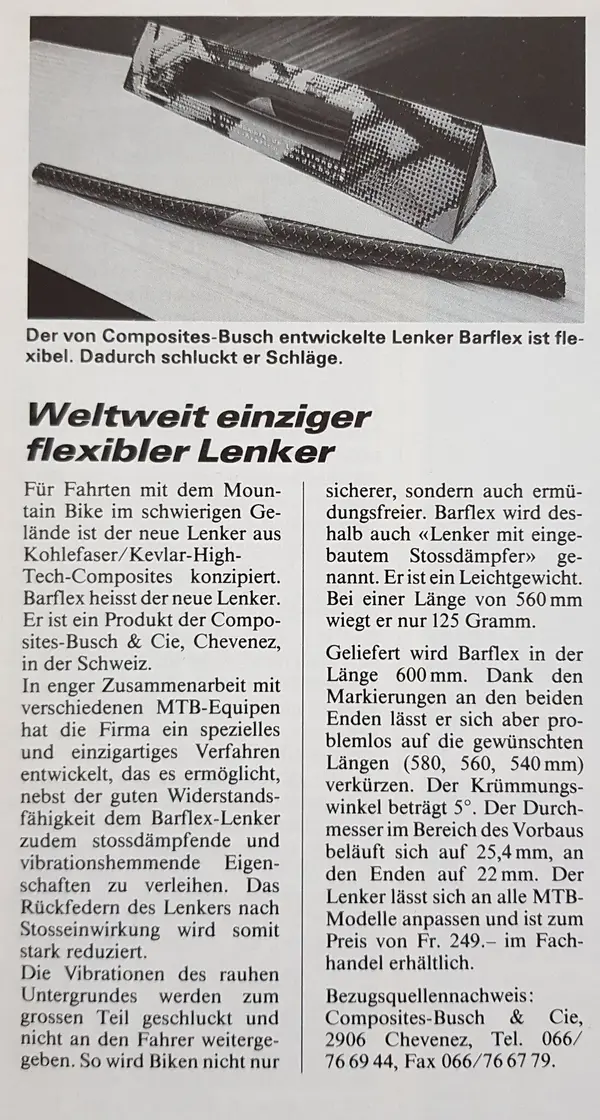 Der von Composites-Busch entwickelte Lenker Barflex ist fle-
xibel. Dadurch schluckt er Schläge.
Weltweit einziger
flexibler Lenker
Für Fahrten mit dem Moun-
tain Bike im schwierigen Ge-
lände ist der neue Lenker aus
Kohlefaser/Kevlar-High-
Tech-Composites konzipiert.
Barflex heisst der neue Lenker.
Er ist ein Produkt der Compo-
sites-Busch & Cie, Chevenez,
in der Schweiz.
In enger Zusammenarbeit mit
verschiedenen MTB-Equipen
hat die Firma ein spezielles
und einzigartiges Verfahren
entwickelt, das es ermöglicht,
nebst der guten Widerstands-
fähigkeit dem Barflex-Lenker
zudem stossdämpfende und
vibrationshemmende Eigen-
schaften zu verleihen. Das
Rückfedern des Lenkers nach
Stosseinwirkung wird somit
stark reduziert.
Die Vibrationen des rauhen
Untergrundes werden zum
grossen Teil geschluckt und
nicht an den Fahrer weiterge-
geben. So wird Biken nicht nur
sicherer, sondern auch ermü-
dungsfreier. Barflex wird des-
halb auch «Lenker mit einge-
bautem Stossdämpfer» ge-
nannt. Er ist ein Leichtgewicht.
Bei einer Länge von 560 mm
wiegt er nur 125 Gramm.
Geliefert wird Barflex in der
Länge 600 mm. Dank den
Markierungen an den beiden
Enden lässt er sich aber pro-
blemlos auf die gewünschten
Längen (580, 560, 540 mm)
verkürzen. Der Krümmungs-
winkel beträgt 5°. Der Durch-
messer im Bereich des Vorbaus
beläuft sich auf 25,4 mm, an
den Enden auf 22 mm. Der
Lenker lässt sich an alle MTB-
Modelle anpassen und ist zum
Preis von Fr. 249.– im Fach-
handel erhältlich.
Bezugsquellennachweis:
Composites-Busch & Cie,
2906 Chevenez, Tel. 066/
76 69 44, Fax 066/76 67 79.